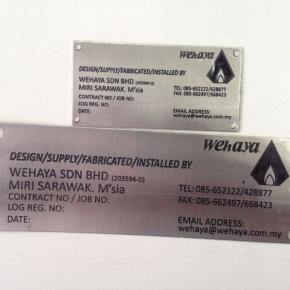 wehaya
DESIGN/SUPPLY/FABRICATED/INSTALLED BY
WEHAYA SDN BHD (203594-D)
MIRI SARAWAK. M'sia
CONTRACT NO / JOB NO:
LOG REG. NO:
DATE:
TEL: 085-652122/428877
FAX: 085-662497/668423
EMAIL ADDRESS:
wehaya@wehaya.com.my
wehaya
DESIGN/SUPPLY/FABRICATED/INSTALLED BY
WEHAYA SDN BHD (203594-D)
MIRI SARAWAK. M'sia
CONTRACT NO / JOB NO:
LOG REG. NO:
DATE:
TEL: 085-652122/428877
FAX: 085-662497/668423
EMAIL ADDRESS:
wehaya@wehaya.com.my